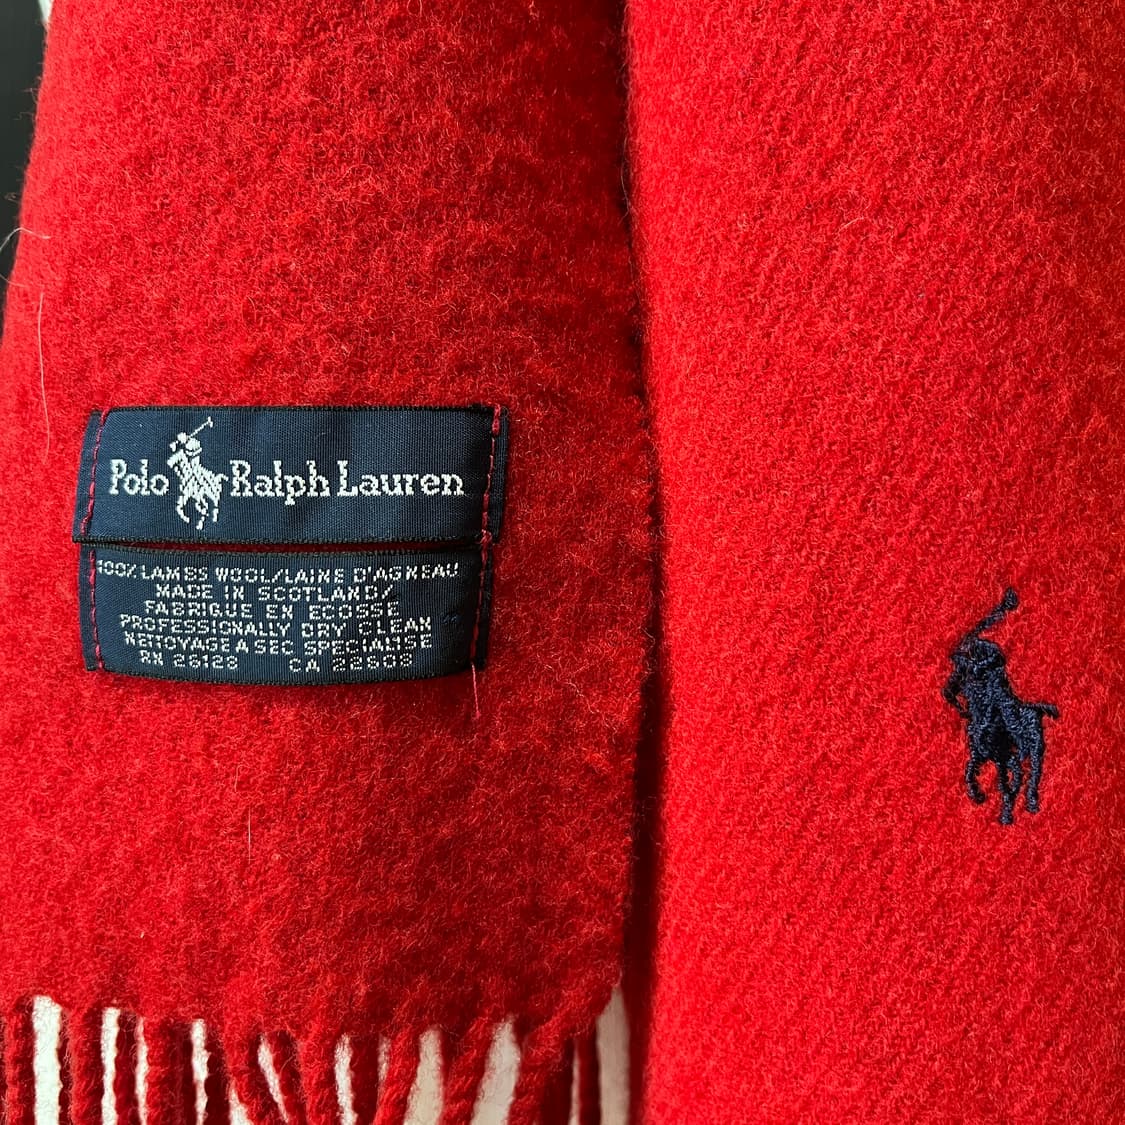 Polo Ralph Lauren
100% LAMBS WOOL/LAINE D'AGNEAU
MADE IN SCOTLAND/
FABRIQUE EN ECOSSE
PROFESSIONALLY DRY CLEAN
NETTOYAGE A SEC SPECIALISE
RN 26128 CA 22608